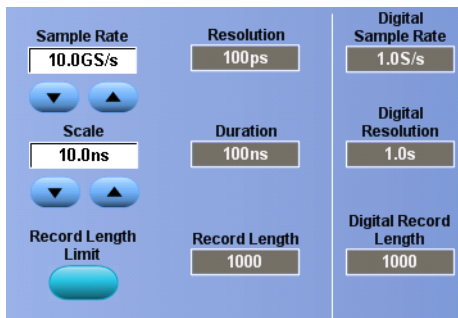 Sample Rate
10.0GS/s
Scale
10.0ns
Record Length
Limit
Resolution
100ps
Duration
100ns
Record Length
1000
Digital
Sample Rate
1.0S/s
Digital
Resolution
1.0s
Digital Record
Length
1000